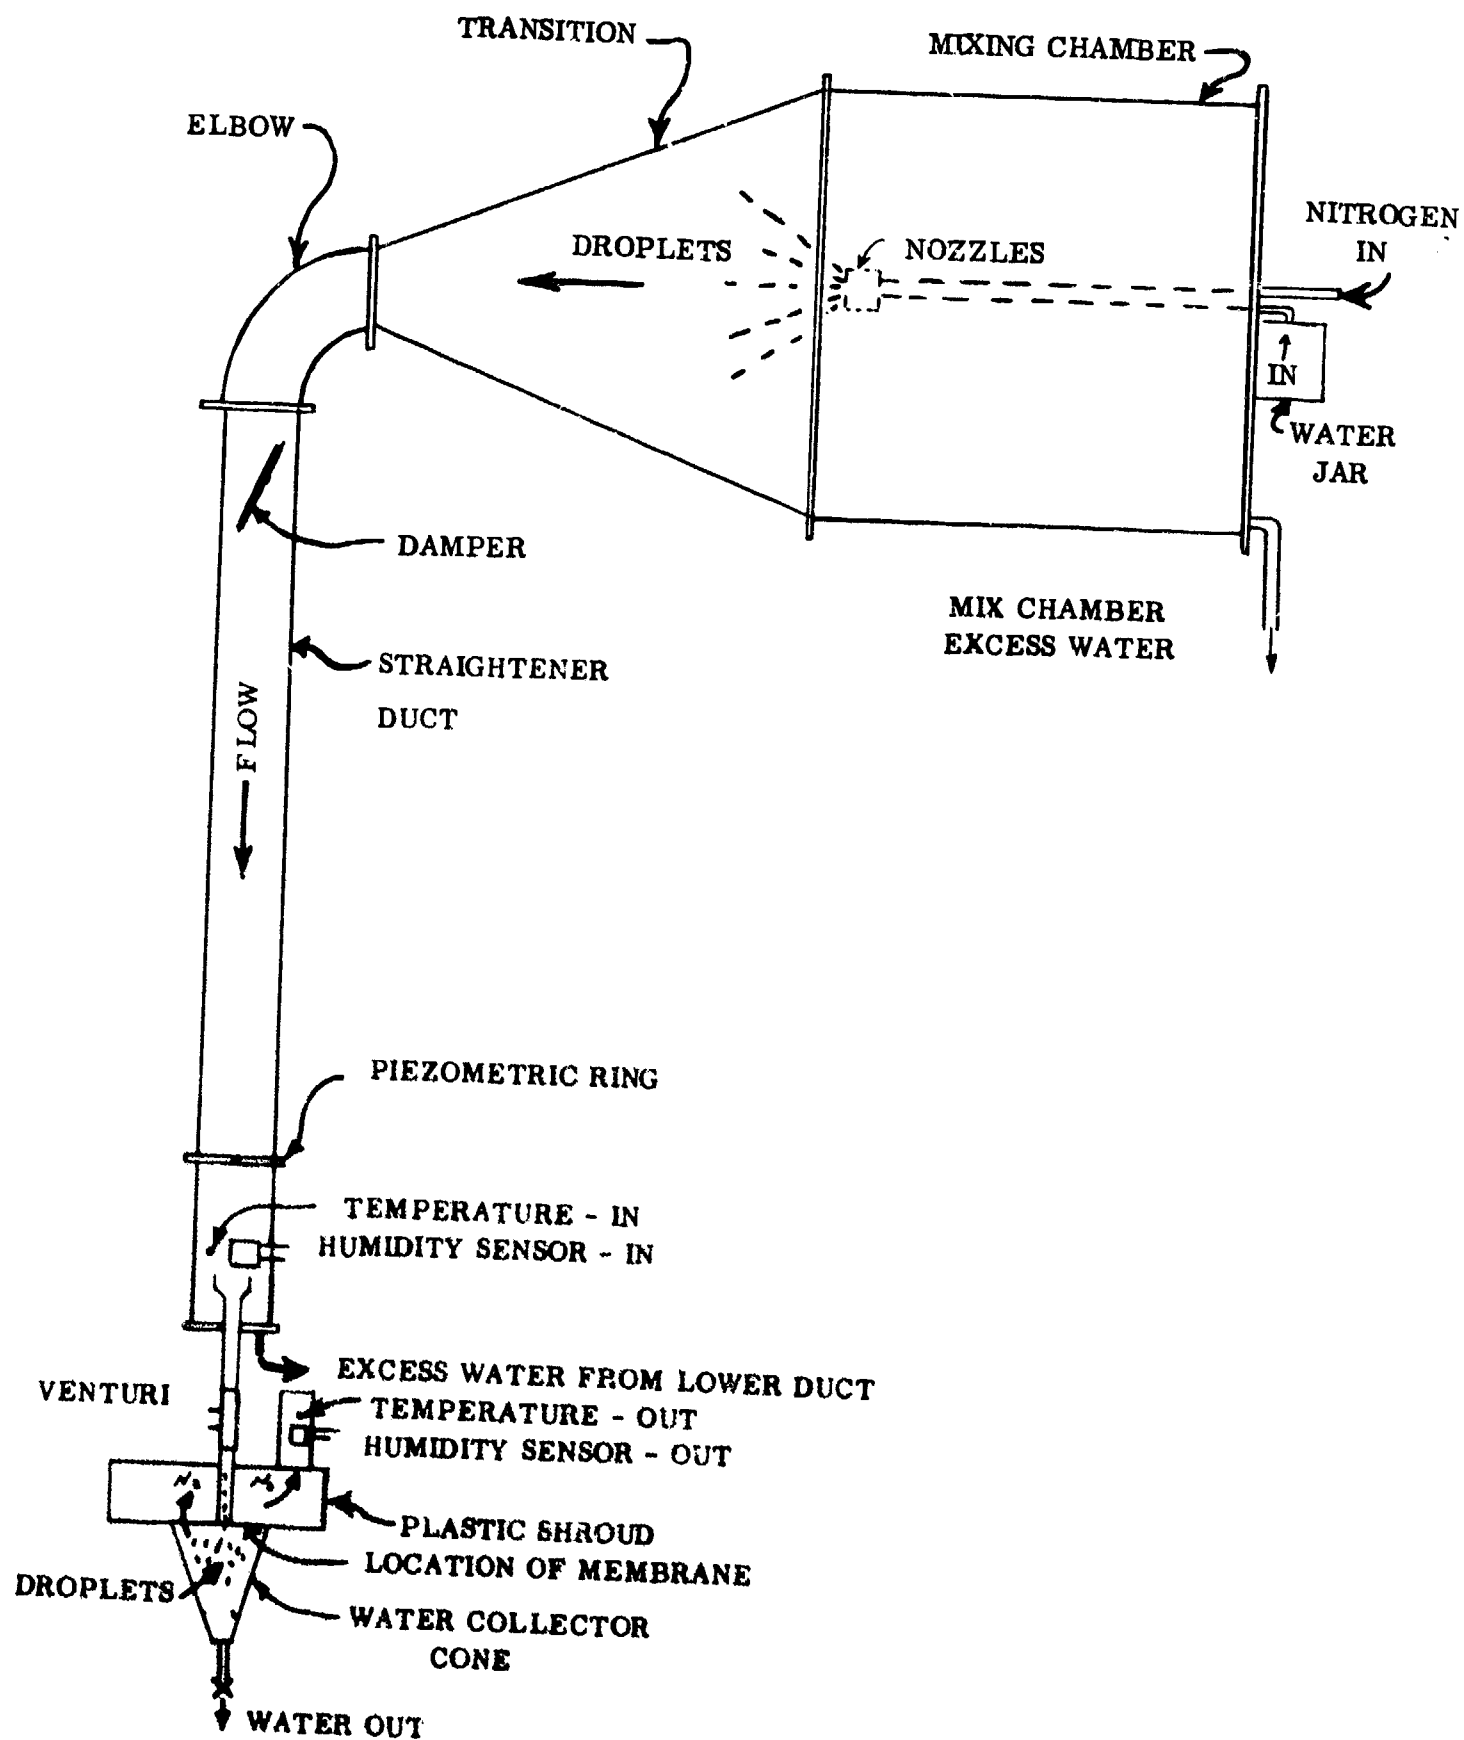 TRANSITION
MIXING CHAMBER
ELBOW
NITROGEN
IN
DROPLETS
NOZZLES
IN
WATER
JAR
DAMPER
MIX CHAMBER
EXCESS WATER
STRAIGHTENER
DUCT
FLOW
PIEZOMETRIC RING
TEMPERATURE - IN
HUMIDITY SENSOR - IN
EXCESS WATER FROM LOWER DUCT
VENTURI
TEMPERATURE - OUT
HUMIDITY SENSOR - OUT
N2
N2
PLASTIC SHROUD
LOCATION OF MEMBRANE
DROPLETS
WATER COLLECTOR
CONE
WATER OUT